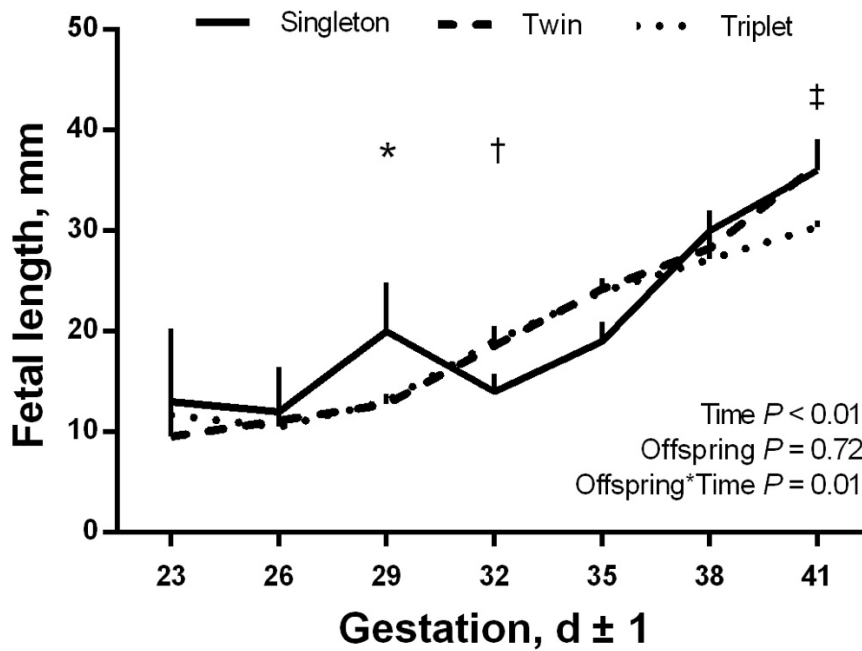 Singleton Twin Triplet
50
40
30
20
10
0
Fetal length, mm
*
†
‡
Time P < 0.01
Offspring P = 0.72
Offspring*Time P = 0.01
23 26 29 32 35 38 41
Gestation, d ± 1